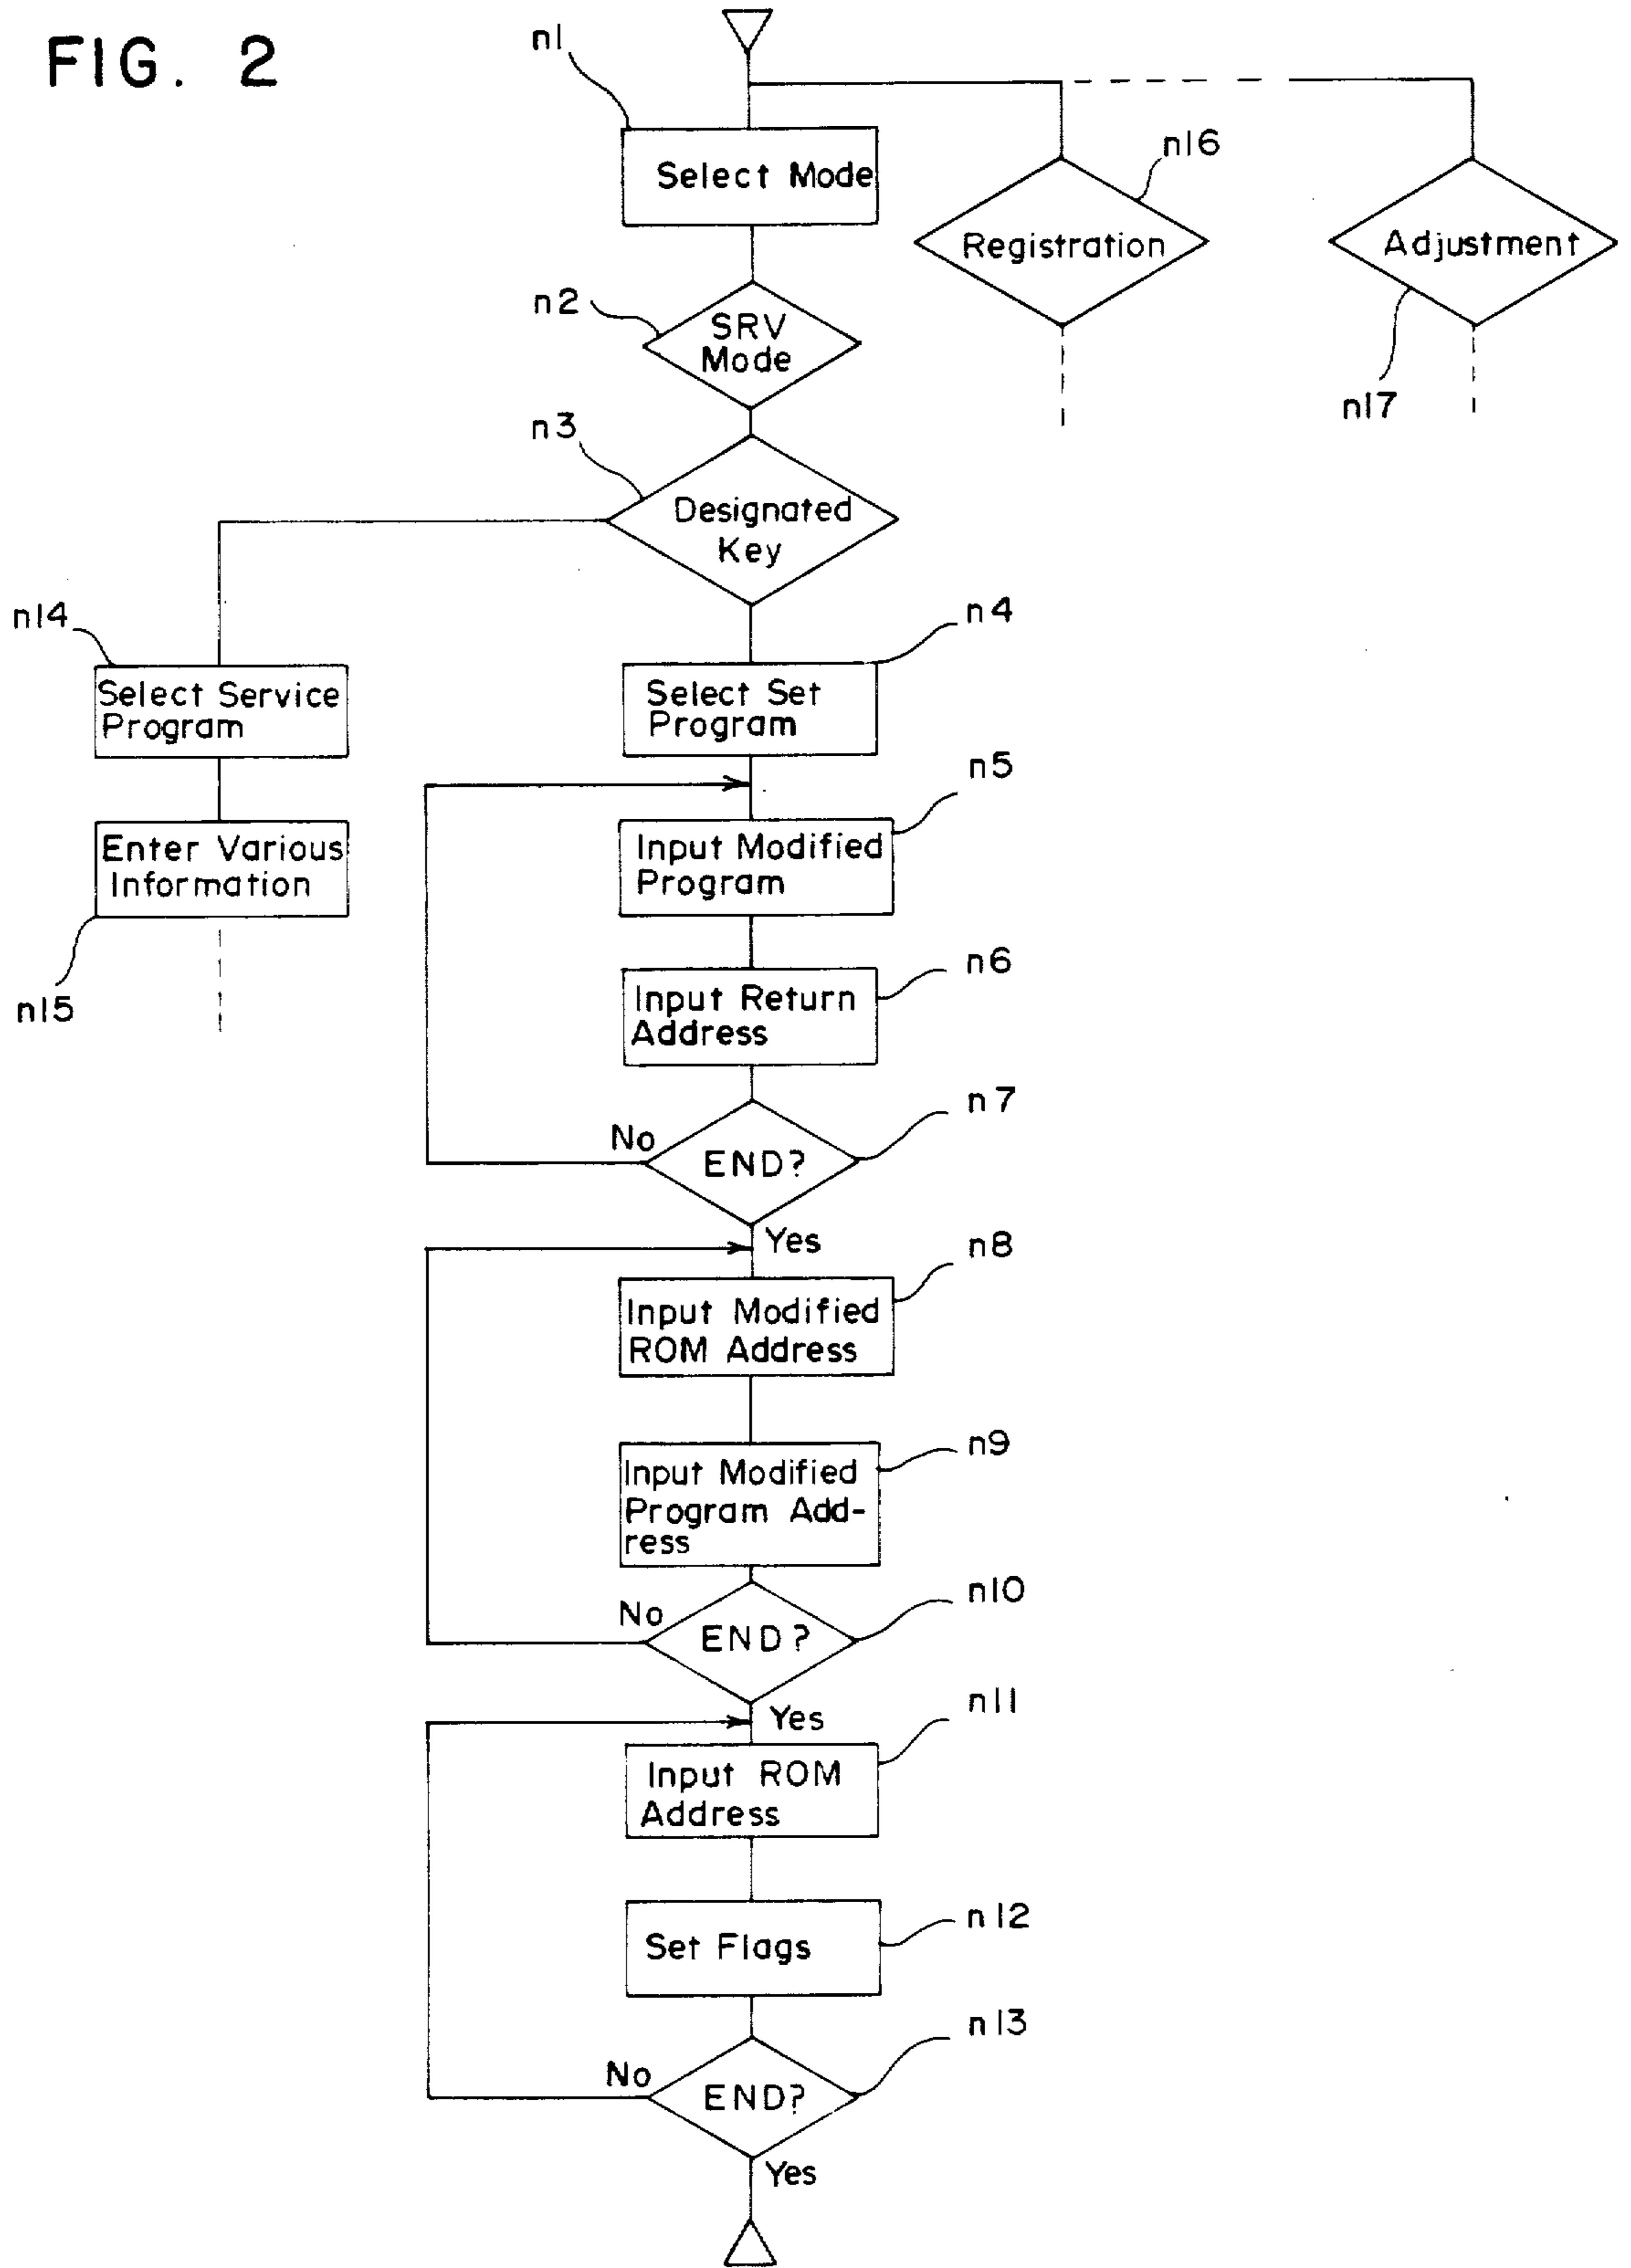 FIG. 2
n1
Select Mode
n16
Registration
Adjustment
n17
n2
SRV
Mode
n3
Designated
Key
n14
Select Service
Program
n4
Select Set
Program
n5
Enter Various
Information
n15
Input Modified
Program
n6
Input Return
Address
n7
No
END?
Yes
n8
Input Modified
ROM Address
n9
Input Modified
Program Add-
ress
n10
No
END?
Yes
n11
Input ROM
Address
n12
Set Flags
n13
No
END?
Yes